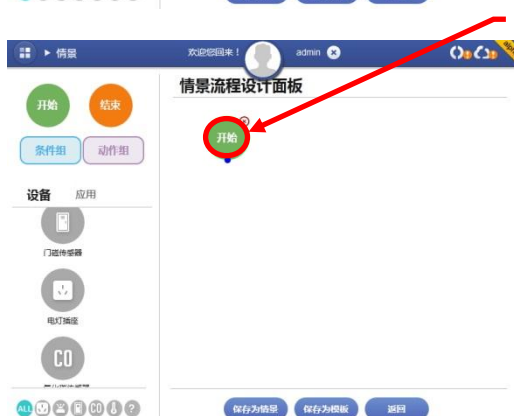 ▸ 情景
欢迎您回来！
admin
情景流程设计面板
开始
结束
开始
条件组
动作组
设备
应用
门磁传感器
电灯插座
CO
ALL
CO
?
保存为情景
保存为模板
返回